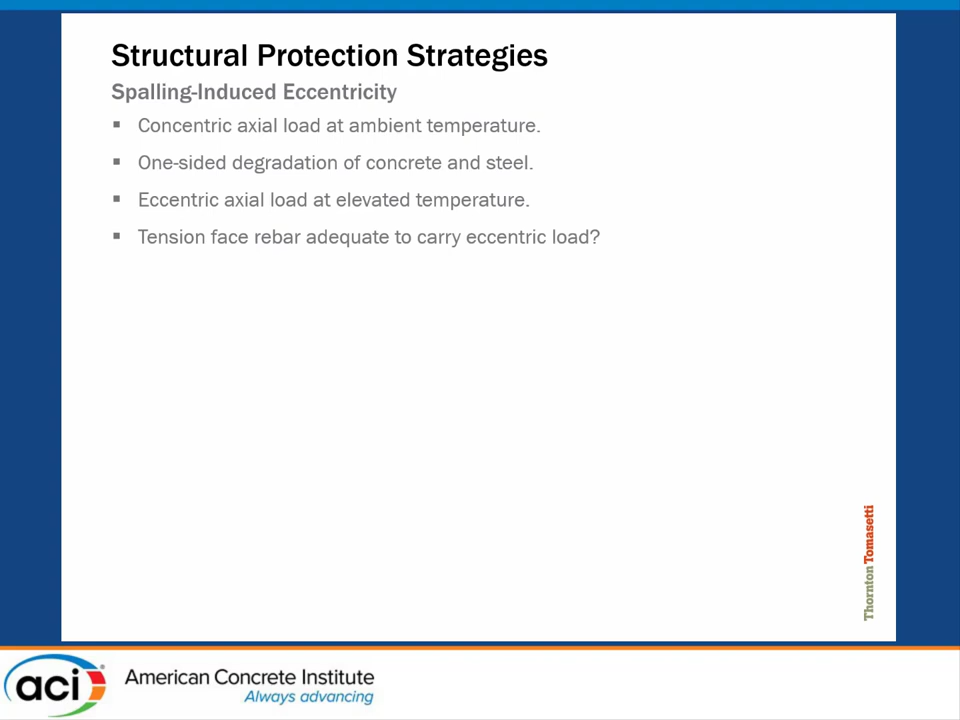 Structural Protection Strategies
Spalling-Induced Eccentricity
▪ Concentric axial load at ambient temperature.
▪ One-sided degradation of concrete and steel.
▪ Eccentric axial load at elevated temperature.
▪ Tension face rebar adequate to carry eccentric load?
Thornton Tomasetti
aci®
American Concrete Institute
Always advancing